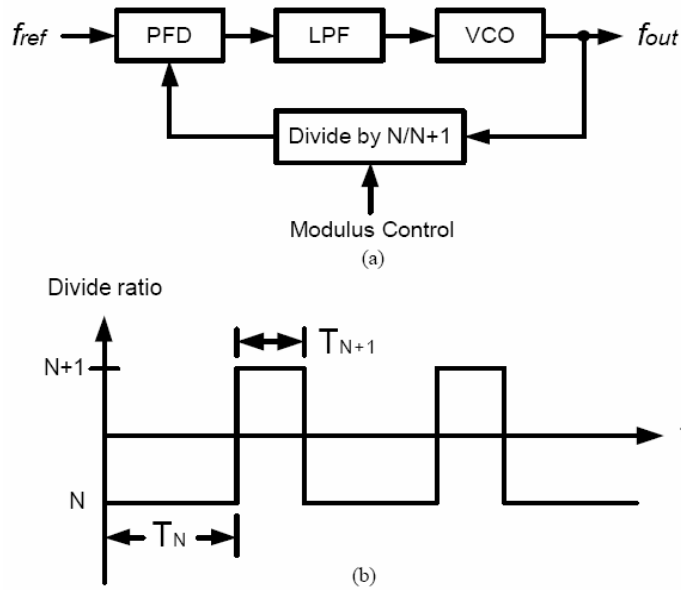 fref
PFD
LPF
VCO
fout
Divide by N/N+1
Modulus Control
(a)
Divide ratio
N+1
TN+1
N
TN
(b)